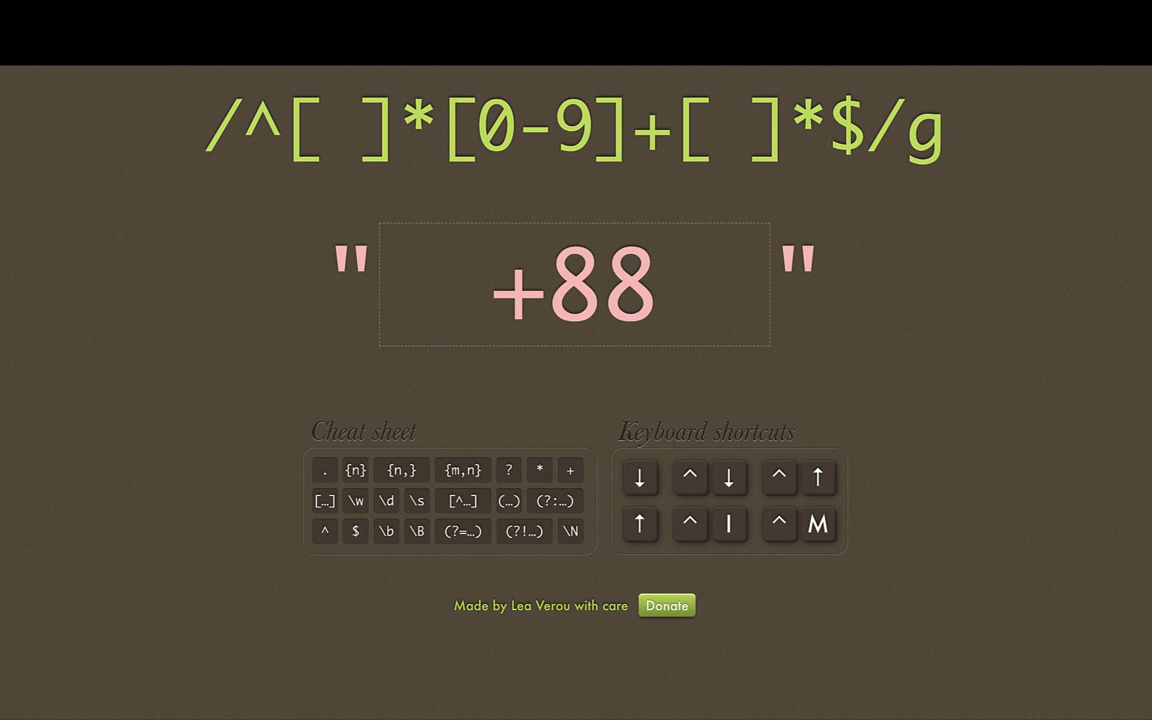 /^[ ]*[0-9]+[ ]*$/g
"+88"
Cheat sheet
. {n} {n,} {m,n} ? * +
[…] \w \d \s [^…] (…) (?:…)
^ $ \b \B (?=…) (?!…) \N
Keyboard shortcuts
↓ ^ ↓ ^ ↑
↑ ^ I ^ M
Made by Lea Verou with care Donate